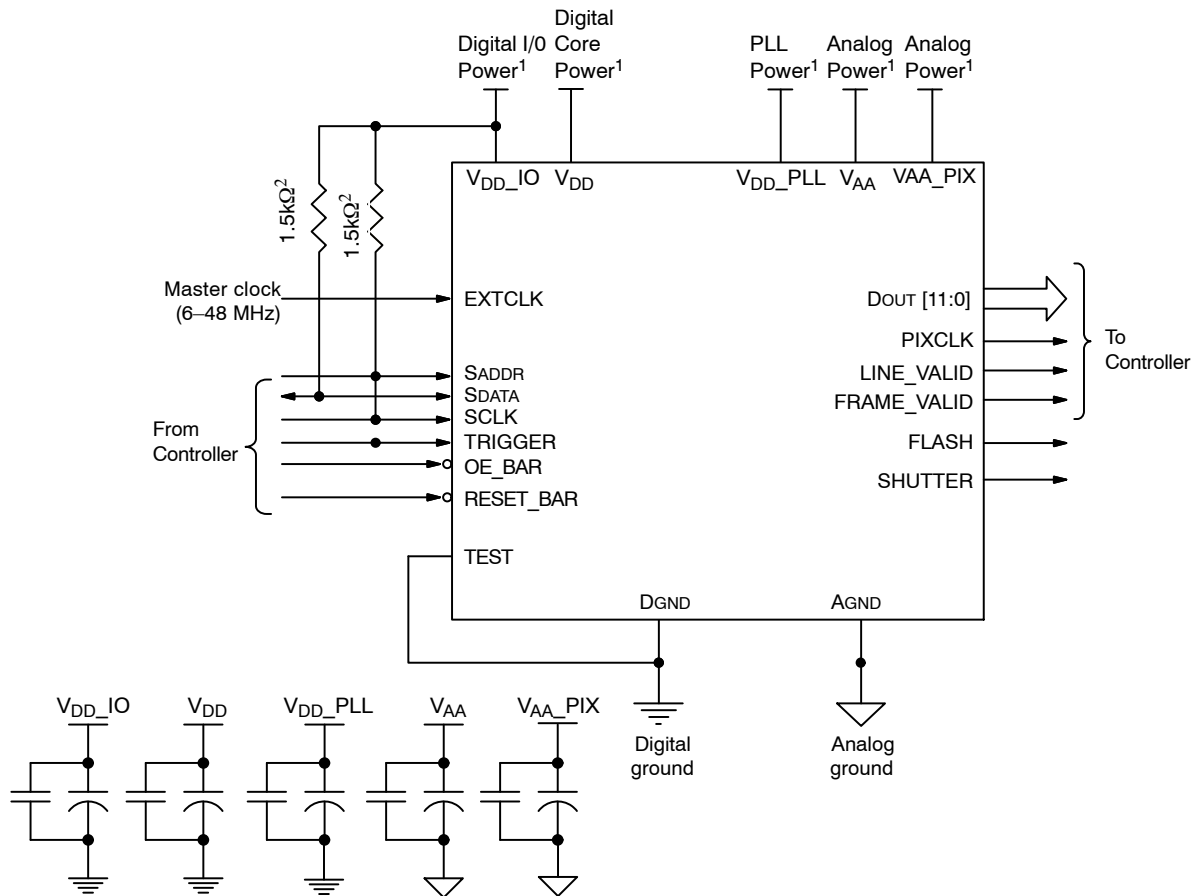 Digital I/0
Power¹
Digital
Core
Power¹
PLL
Power¹
Analog
Power¹
Analog
Power¹
VDD_IO
VDD
VDD_PLL
VAA
VAA_PIX
1.5kΩ²
1.5kΩ²
Master clock
(6–48 MHz)
EXTCLK
SADDR
SDATA
SCLK
TRIGGER
OE_BAR
RESET_BAR
TEST
From
Controller
DOUT [11:0]
PIXCLK
LINE_VALID
FRAME_VALID
FLASH
SHUTTER
To
Controller
DGND
AGND
Digital
ground
Analog
ground
VDD_IO
VDD
VDD_PLL
VAA
VAA_PIX